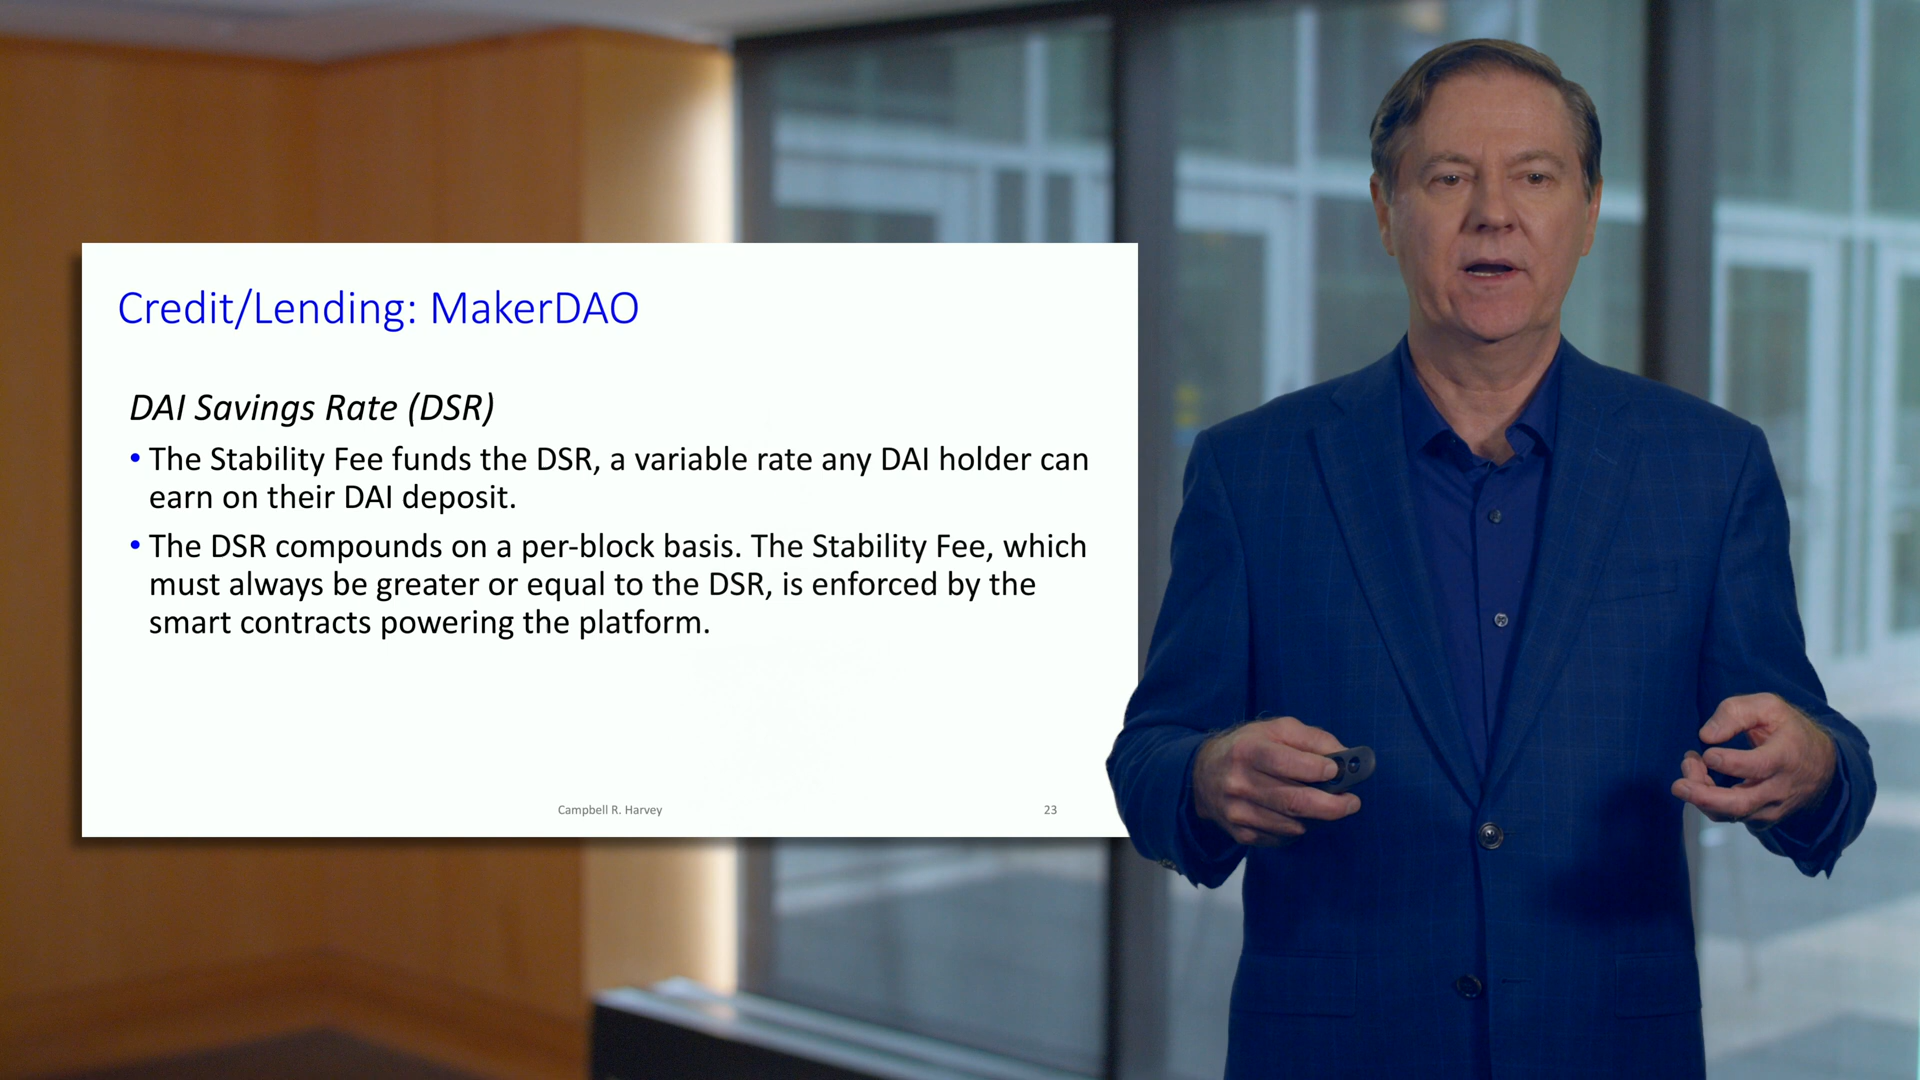 Credit/Lending: MakerDAO
DAI Savings Rate (DSR)
• The Stability Fee funds the DSR, a variable rate any DAI holder can
earn on their DAI deposit.
• The DSR compounds on a per-block basis. The Stability Fee, which
must always be greater or equal to the DSR, is enforced by the
smart contracts powering the platform.
Campbell R. Harvey
23